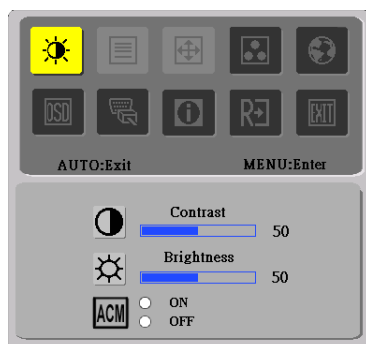 OSD R EXIT
AUTO:Exit MENU:Enter
Contrast
50
Brightness
50
ACM ON
OFF